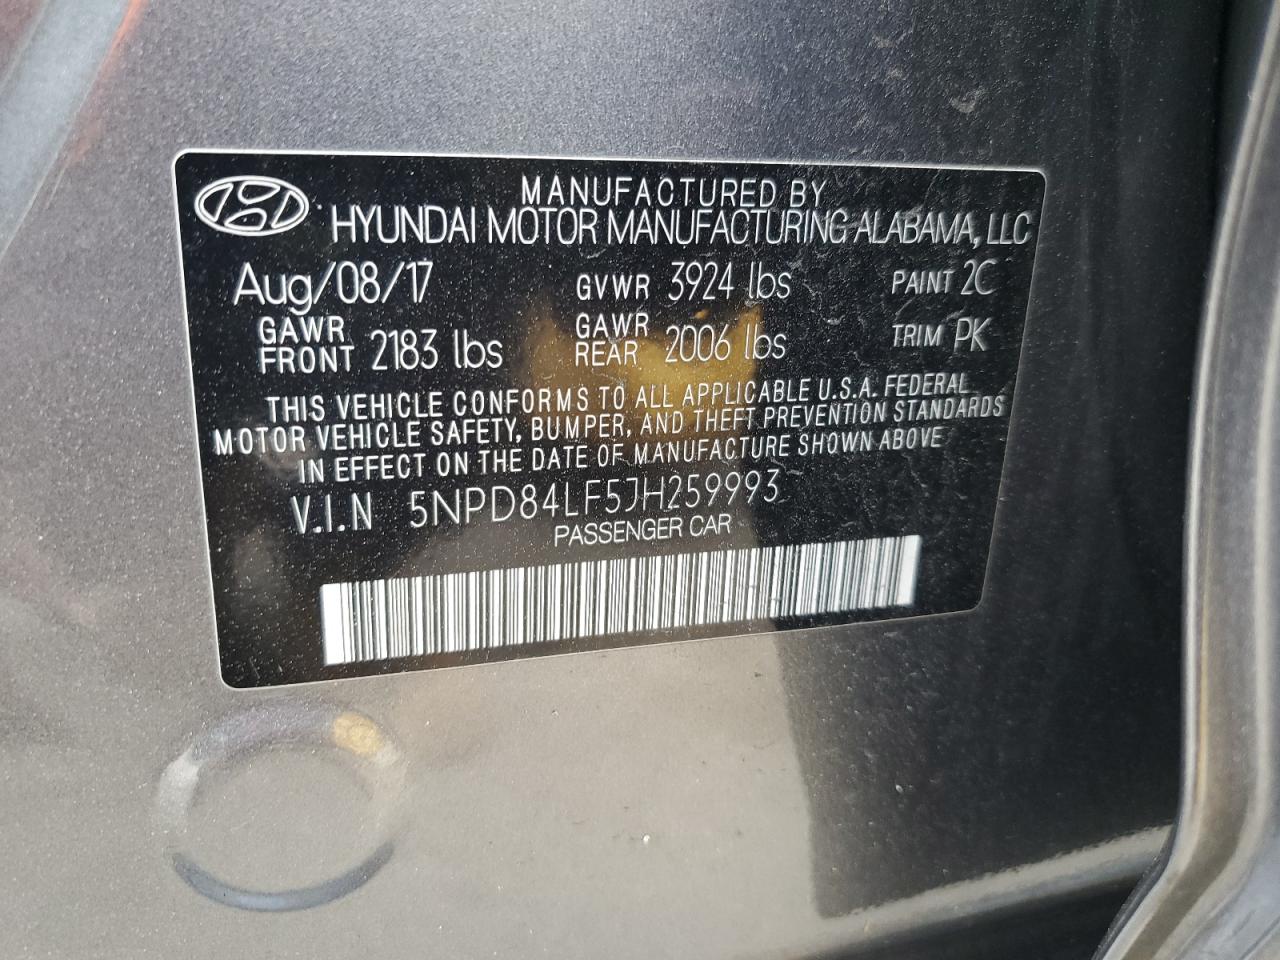 MANUFACTURED BY
HYUNDAI MOTOR MANUFACTURING ALABAMA, LLC
Aug/08/17 GVWR 3924 lbs PAINT 2C
GAWR FRONT 2183 lbs GAWR REAR 2006 lbs TRIM PK
THIS VEHICLE CONFORMS TO ALL APPLICABLE U.S.A. FEDERAL
MOTOR VEHICLE SAFETY, BUMPER, AND THEFT PREVENTION STANDARDS
IN EFFECT ON THE DATE OF MANUFACTURE SHOWN ABOVE
V.I.N 5NPD84LF5JH259993
PASSENGER CAR